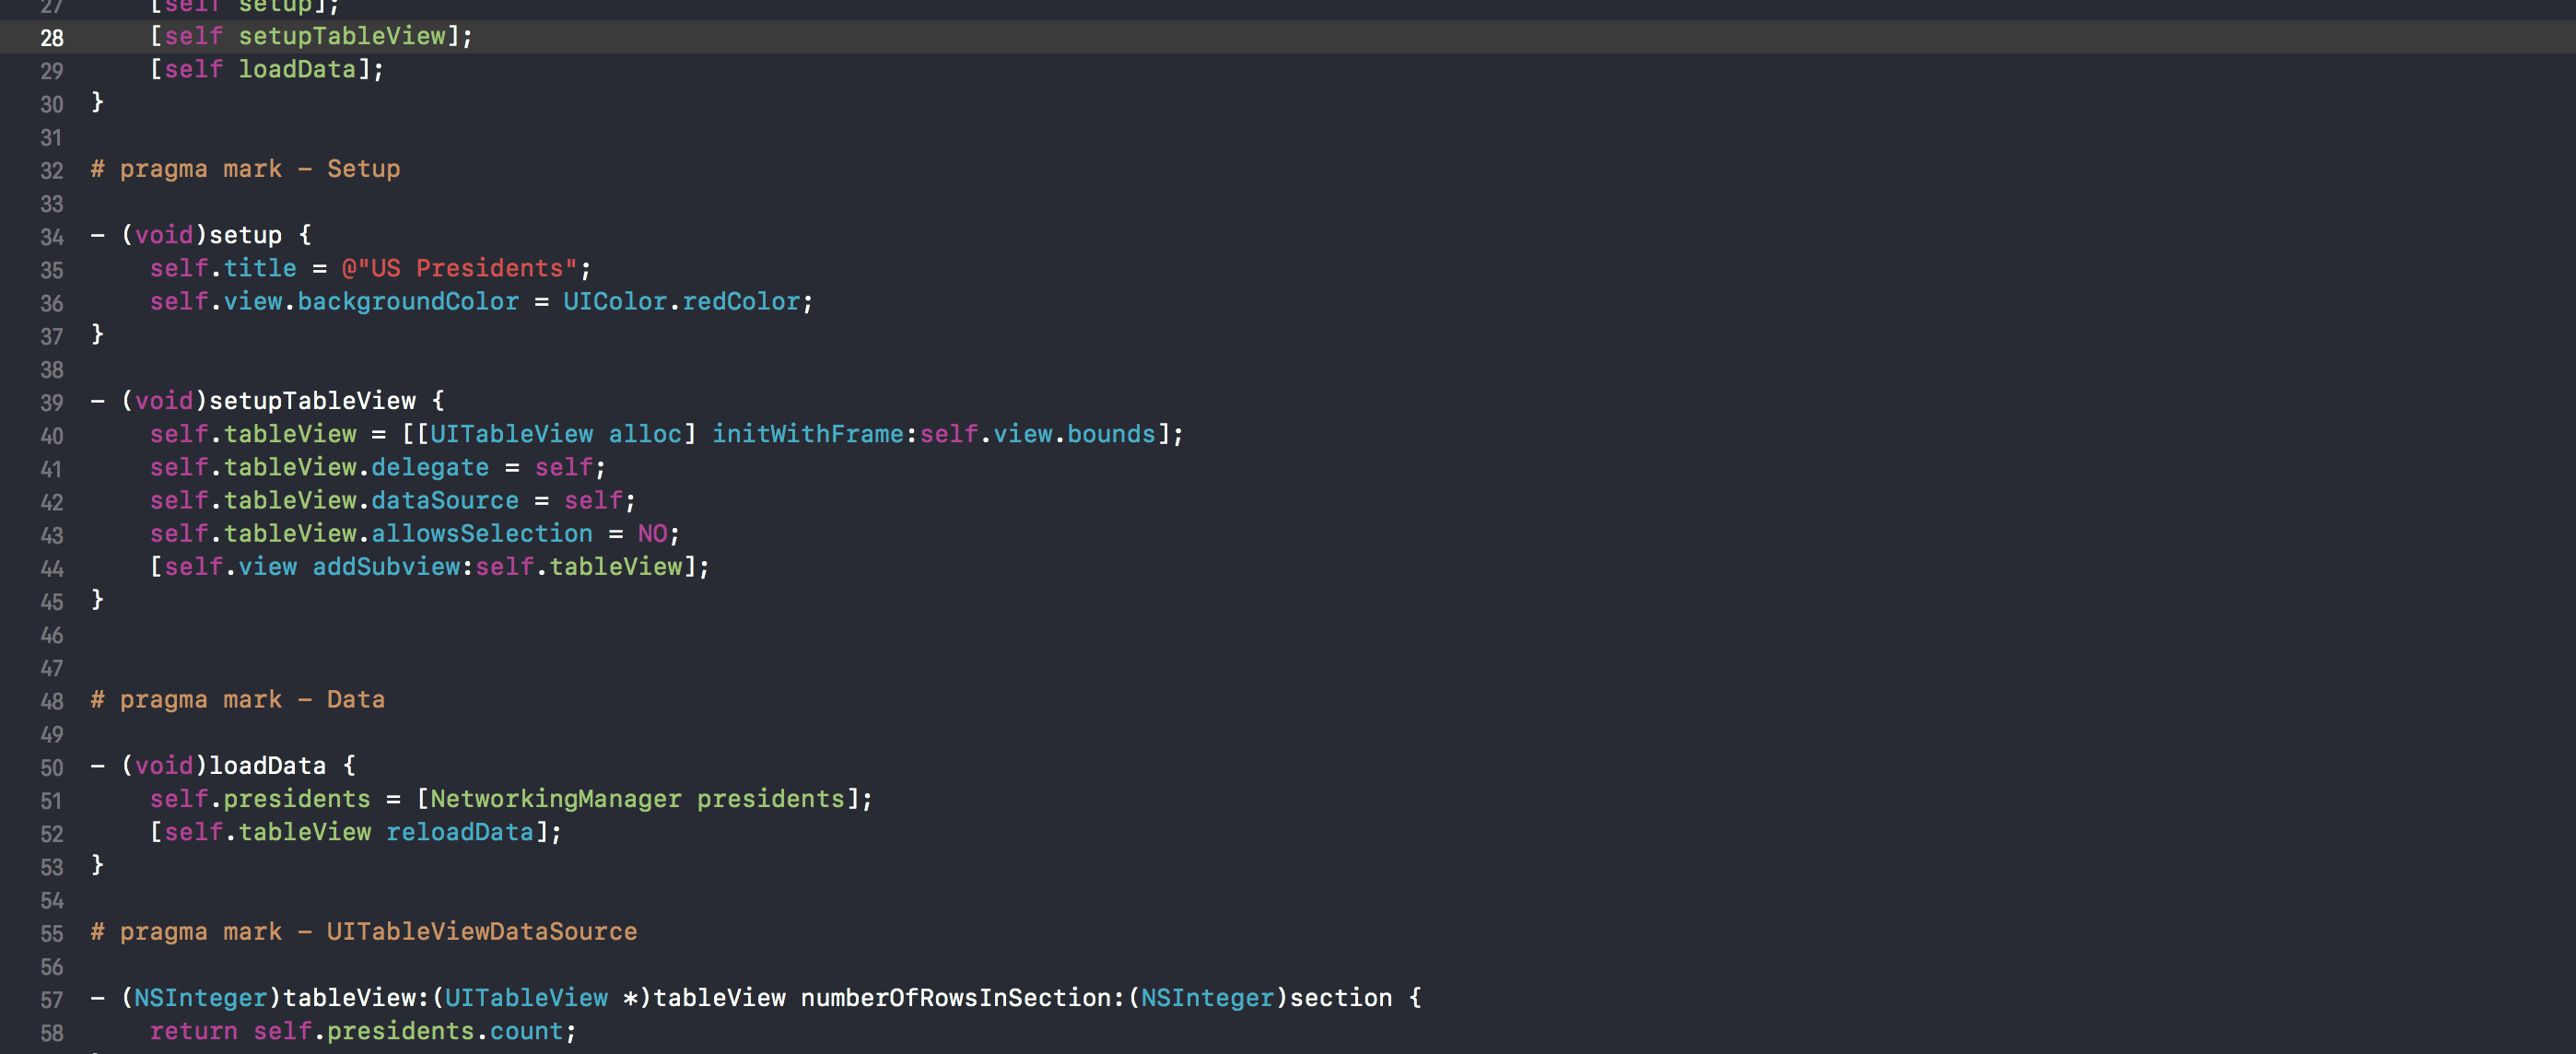 27 [self setup];
28 [self setupTableView];
29 [self loadData];
30 }
31
32 # pragma mark – Setup
33
34 – (void)setup {
35 self.title = @"US Presidents";
36 self.view.backgroundColor = UIColor.redColor;
37 }
38
39 – (void)setupTableView {
40 self.tableView = [[UITableView alloc] initWithFrame:self.view.bounds];
41 self.tableView.delegate = self;
42 self.tableView.dataSource = self;
43 self.tableView.allowsSelection = NO;
44 [self.view addSubview:self.tableView];
45 }
46
47
48 # pragma mark – Data
49
50 – (void)loadData {
51 self.presidents = [NetworkingManager presidents];
52 [self.tableView reloadData];
53 }
54
55 # pragma mark – UITableViewDataSource
56
57 – (NSInteger)tableView:(UITableView *)tableView numberOfRowsInSection:(NSInteger)section {
58 return self.presidents.count;